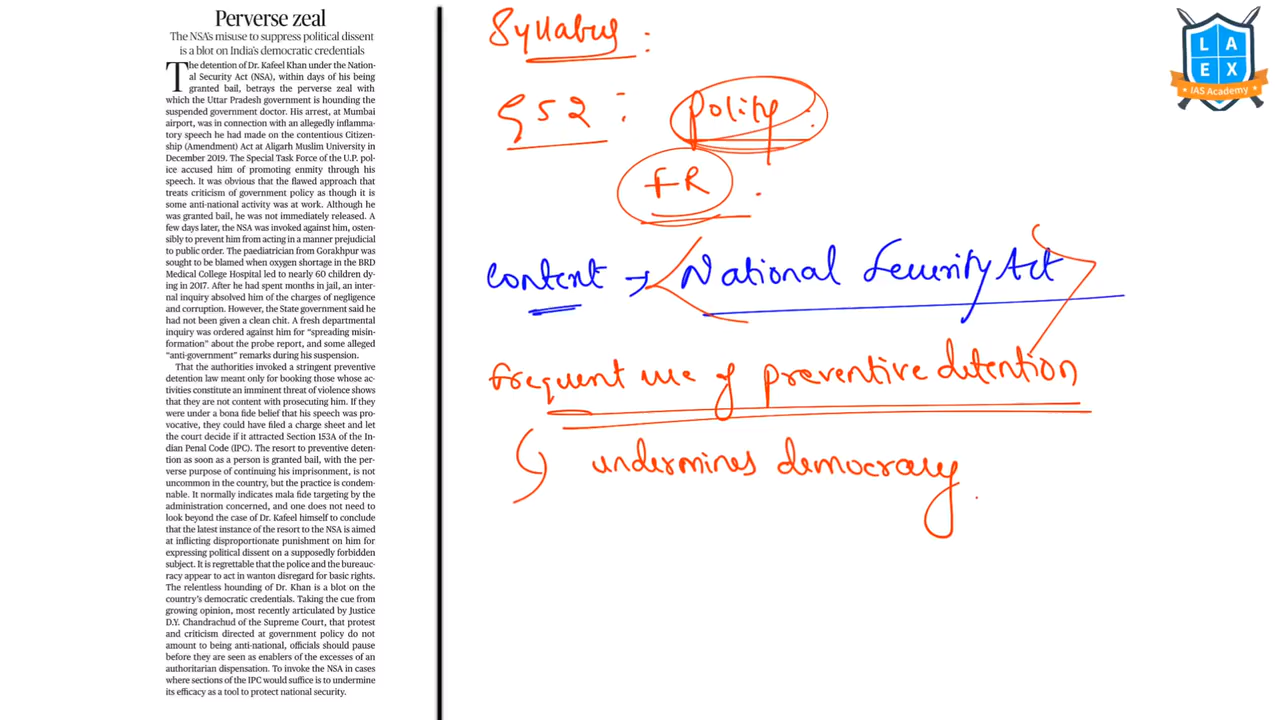 Perverse zeal
The NSA's misuse to suppress political dissent
is a blot on India's democratic credentials
The detention of Dr. Kafeel Khan under the Nation-
al Security Act (NSA), within days of his being
granted bail, betrays the perverse zeal with
which the Uttar Pradesh government is hounding the
suspended government doctor. His arrest, at Mumbai
airport, was in connection with an allegedly inflamma-
tory speech he had made on the contentious Citizen-
ship (Amendment) Act at Aligarh Muslim University in
December 2019. The Special Task Force of the U.P. pol-
ice accused him of promoting enmity through his
speech. It was obvious that the flawed approach that
treats criticism of government policy as though it is
some anti-national activity was at work. Although he
was granted bail, he was not immediately released. A
few days later, the NSA was invoked against him, osten-
sibly to prevent him from acting in a manner prejudicial
to public order. The paediatrician from Gorakhpur was
sought to be blamed when oxygen shortage in the BRD
Medical College Hospital led to nearly 60 children dy-
ing in 2017. After he had spent months in jail, an inter-
nal inquiry absolved him of the charges of negligence
and corruption. However, the State government said he
had not been given a clean chit. A fresh departmental
inquiry was ordered against him for “spreading misin-
formation” about the probe report, and some alleged
“anti-government” remarks during his suspension.
That the authorities invoked a stringent preventive
detention law meant only for booking those whose ac-
tivities constitute an imminent threat of violence shows
that they are not content with prosecuting him. If they
were under a bona fide belief that his speech was pro-
vocative, they could have filed a charge sheet and let
the court decide if it attracted Section 153A of the In-
dian Penal Code (IPC). The resort to preventive deten-
tion as soon as a person is granted bail, with the per-
verse purpose of continuing his imprisonment, is not
uncommon in the country, but the practice is condem-
nable. It normally indicates mala fide targeting by the
administration concerned, and one does not need to
look beyond the case of Dr. Kafeel himself to conclude
that the latest instance of the resort to the NSA is aimed
at inflicting disproportionate punishment on him for
expressing political dissent on a supposedly forbidden
subject. It is regrettable that the police and the bureauc-
racy appear to act in wanton disregard for basic rights.
The relentless hounding of Dr. Khan is a blot on the
country's democratic credentials. Taking the cue from
growing opinion, most recently articulated by Justice
D.Y. Chandrachud of the Supreme Court, that protest
and criticism directed at government policy do not
amount to being anti-national, officials should pause
before they are seen as enablers of the excesses of an
authoritarian dispensation. To invoke the NSA in cases
where sections of the IPC would suffice is to undermine
its efficacy as a tool to protect national security.
Syllabus :
GS2 : Polity
FR .
Content → National Security Act
Frequent use of preventive detention
undermines democracy.
L A
E X
IAS Academy